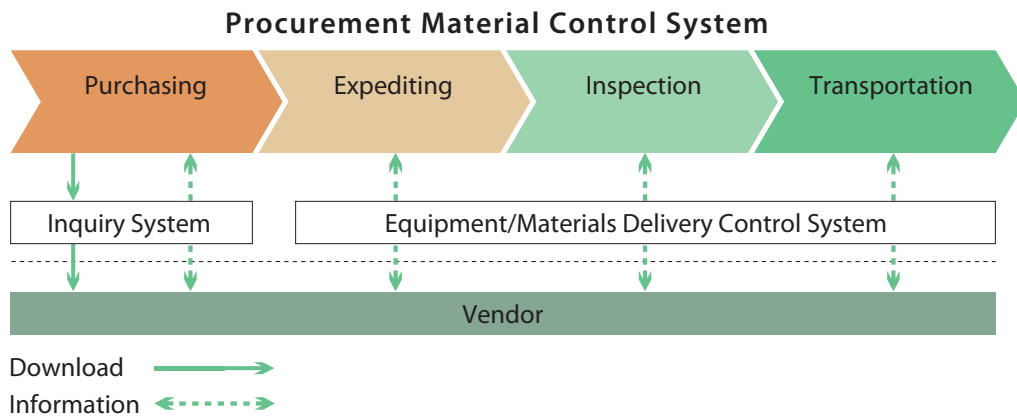 Procurement Material Control System
Purchasing
Expediting
Inspection
Transportation
Inquiry System
Equipment/Materials Delivery Control System
Vendor
Download
Information